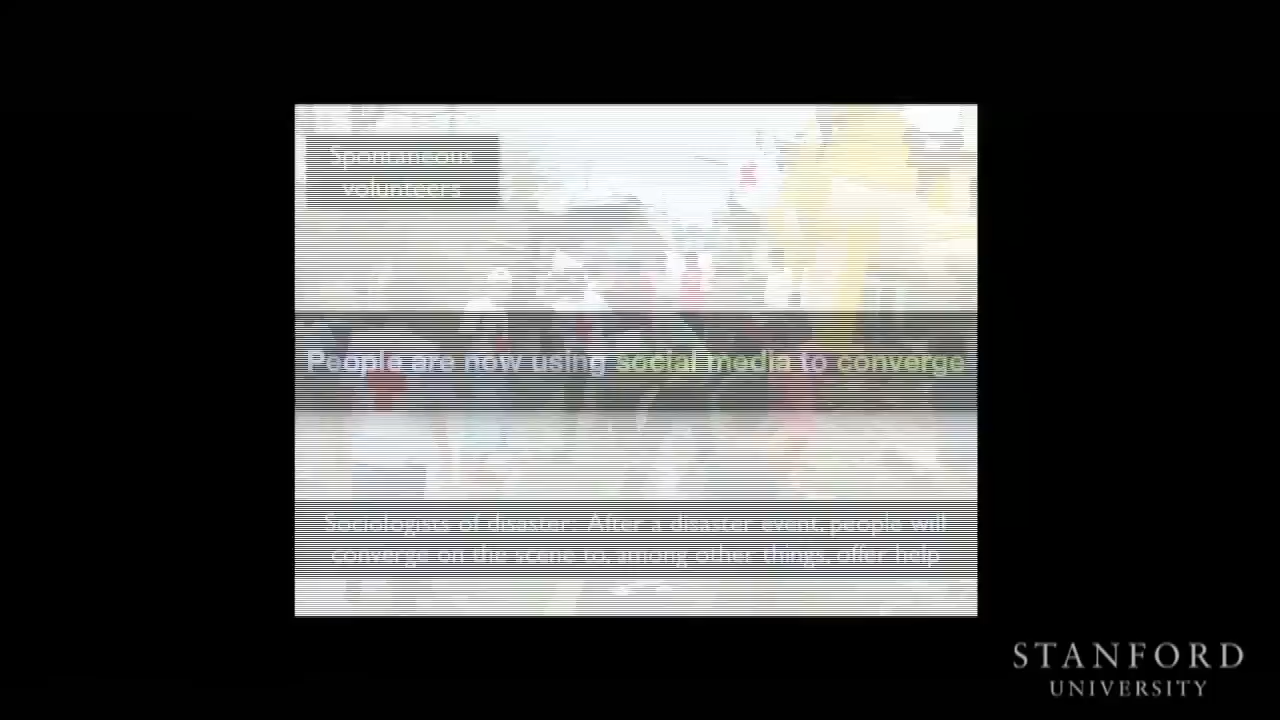 Spontaneous
volunteers
People are now using social media to converge
Sociologists of disaster: After a disaster event, people will
converge on the scene to, among other things, offer help
STANFORD
UNIVERSITY